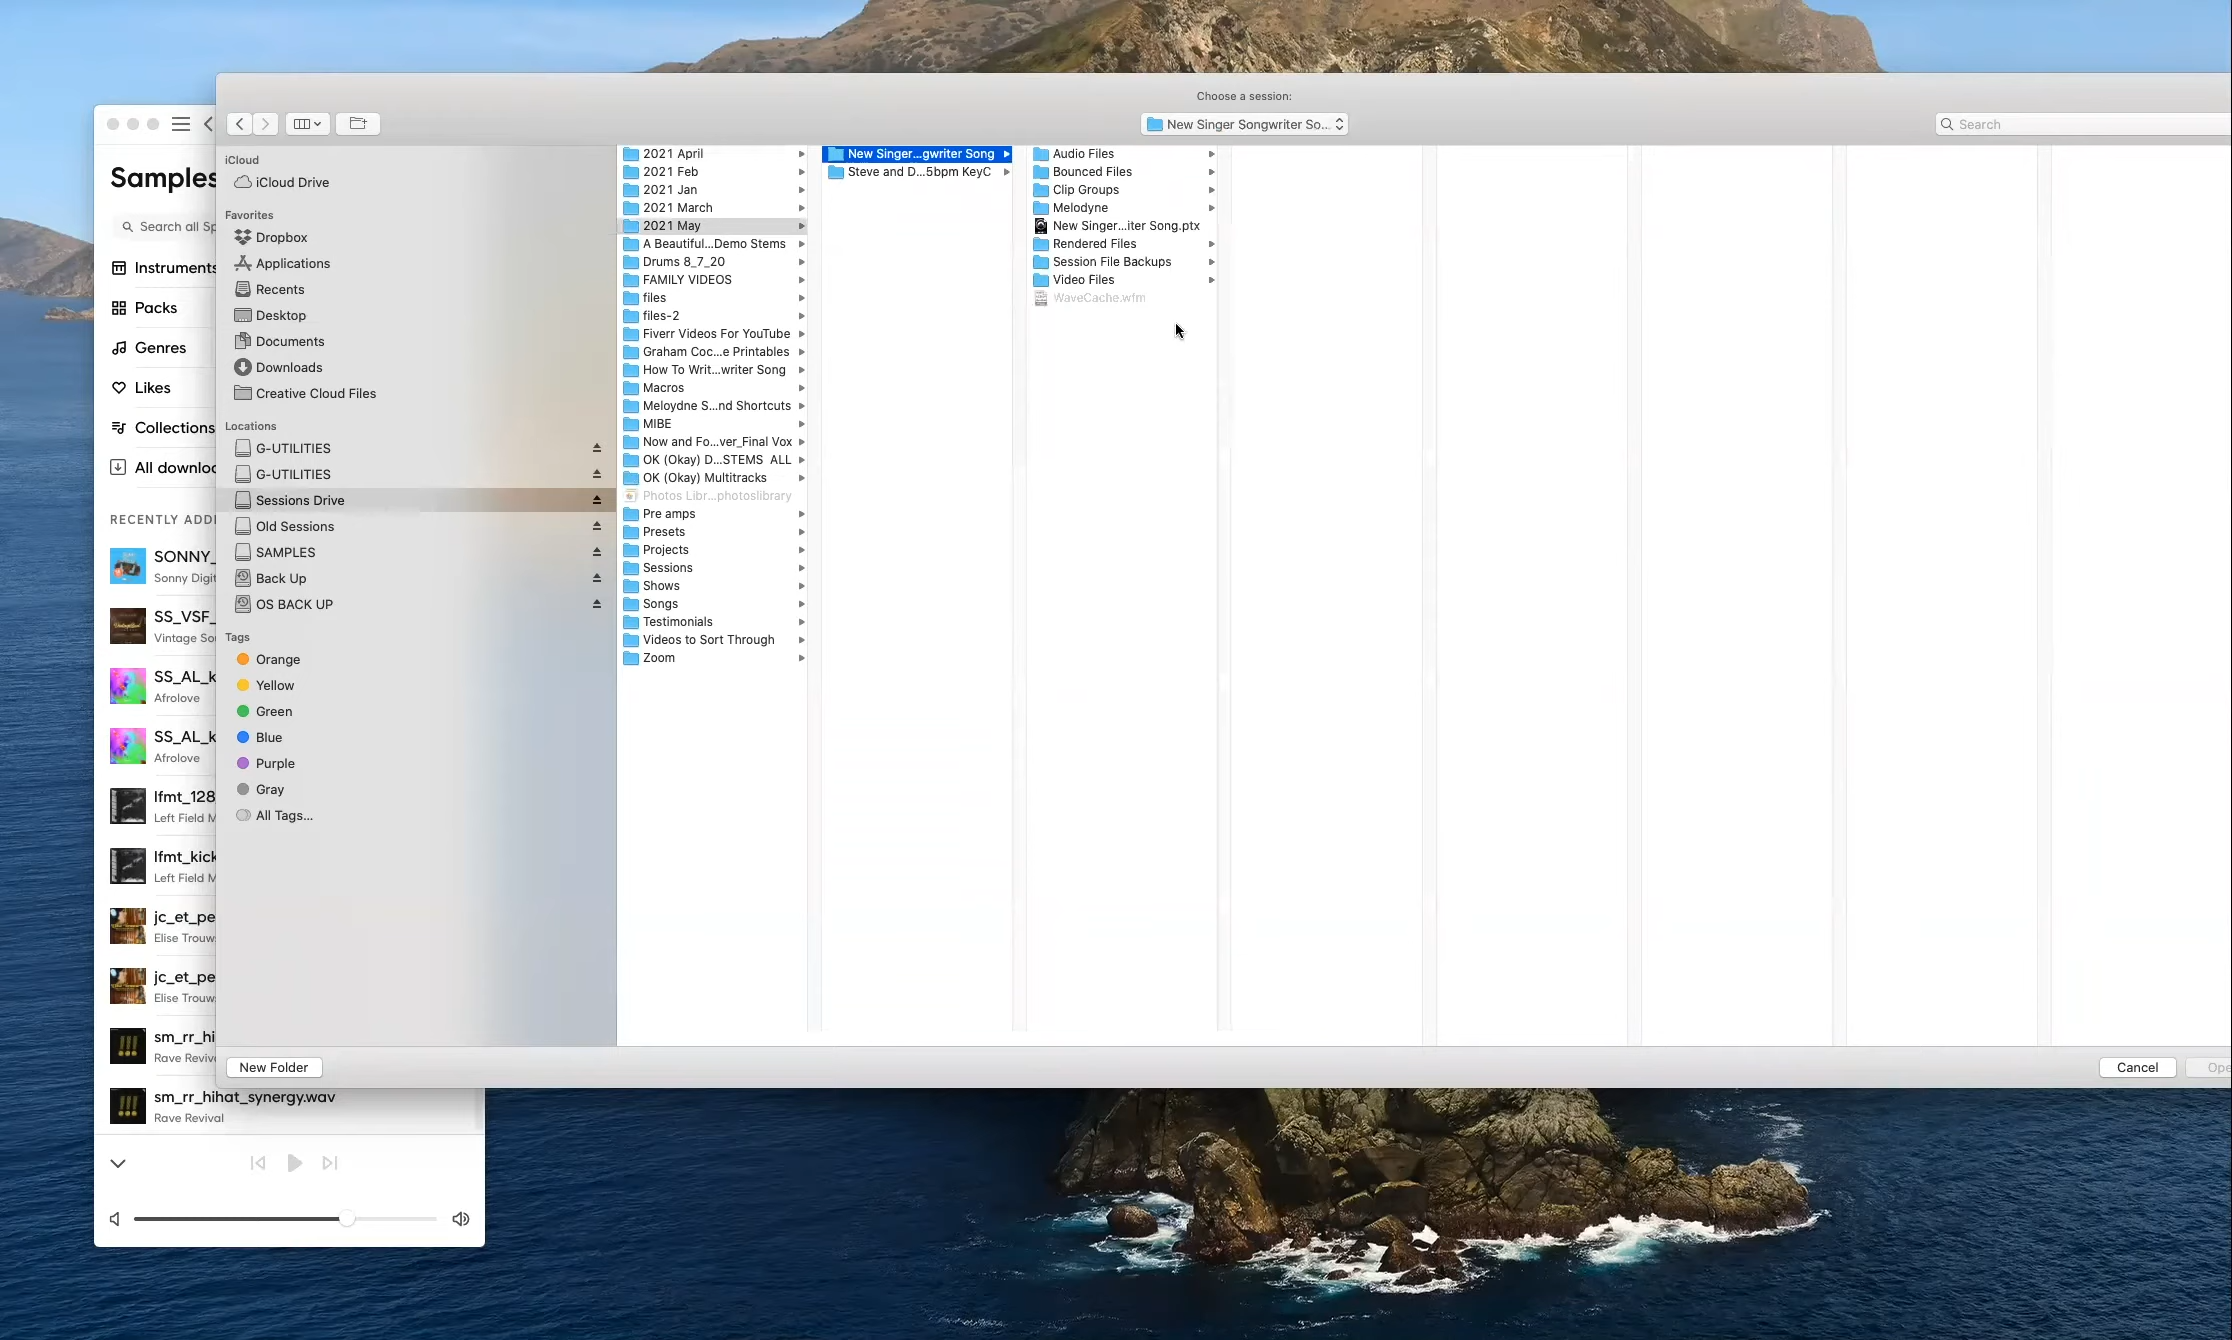 Choose a session:
New Singer Songwriter So...
Search
Samples
Search all Sp
Instruments
Packs
Genres
Likes
Collections
All downloa
RECENTLY ADD
SONNY_
Sonny Digit
SS_VSF_
Vintage Sou
SS_AL_k
Afrolove
SS_AL_k
Afrolove
lfmt_128
Left Field M
lfmt_kick
Left Field M
jc_et_pe
Elise Trouw
jc_et_pe
Elise Trouw
sm_rr_hi
Rave Reviv
sm_rr_hihat_synergy.wav
Rave Revival
iCloud
iCloud Drive
Favorites
Dropbox
Applications
Recents
Desktop
Documents
Downloads
Creative Cloud Files
Locations
G-UTILITIES
G-UTILITIES
Sessions Drive
Old Sessions
SAMPLES
Back Up
OS BACK UP
Tags
Orange
Yellow
Green
Blue
Purple
Gray
All Tags...
2021 April
2021 Feb
2021 Jan
2021 March
2021 May
A Beautiful...Demo Stems
Drums 8_7_20
FAMILY VIDEOS
files
files-2
Fiverr Videos For YouTube
Graham Coc...e Printables
How To Writ...writer Song
Macros
Meloydne S...nd Shortcuts
MIBE
Now and Fo...ver_Final Vox
OK (Okay) D...STEMS ALL
OK (Okay) Multitracks
Photos Libr...photoslibrary
Pre amps
Presets
Projects
Sessions
Shows
Songs
Testimonials
Videos to Sort Through
Zoom
New Singer...gwriter Song
Steve and D...5bpm KeyC
Audio Files
Bounced Files
Clip Groups
Melodyne
New Singer...iter Song.ptx
Rendered Files
Session File Backups
Video Files
WaveCache.wfm
New Folder
Cancel
Ope